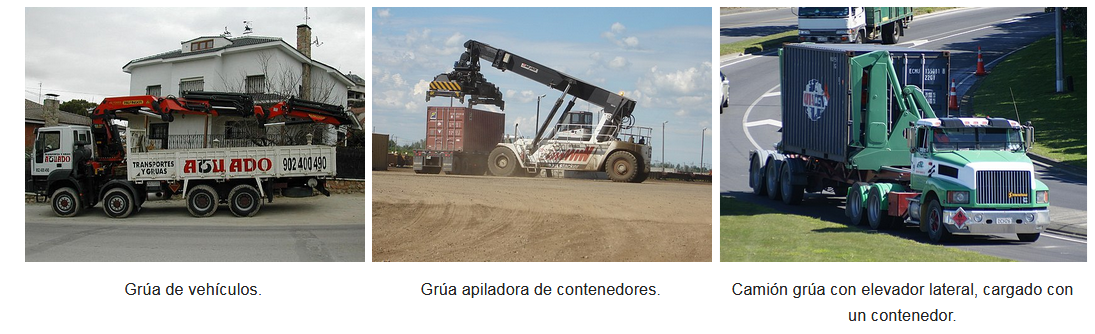 AGUADO
TRANSPORTES
Y GRUAS
AGUADO
902 400 490
Grúa de vehículos.
Grúa apiladora de contenedores.
Camión grúa con elevador lateral, cargado con
un contenedor.